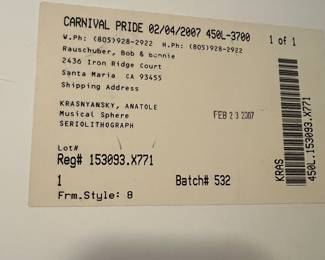 CARNIVAL PRIDE 02/04/2007 450L-3700
1 of 1
W.Ph: (805)928-2922 H.Ph: (805)928-2922
Rauschuber, Bob & Bonnie
2436 Iron Ridge Court
Santa Maria CA 93455
Shipping Address
KRASNYANSKY, ANATOLE
Musical Sphere
SERIOLITHOGRAPH
FEB 23 2007
Lot#
Reg# 153093.X771
1
Batch# 532
Frm.Style: 8
KRAS
450L.153093.X771